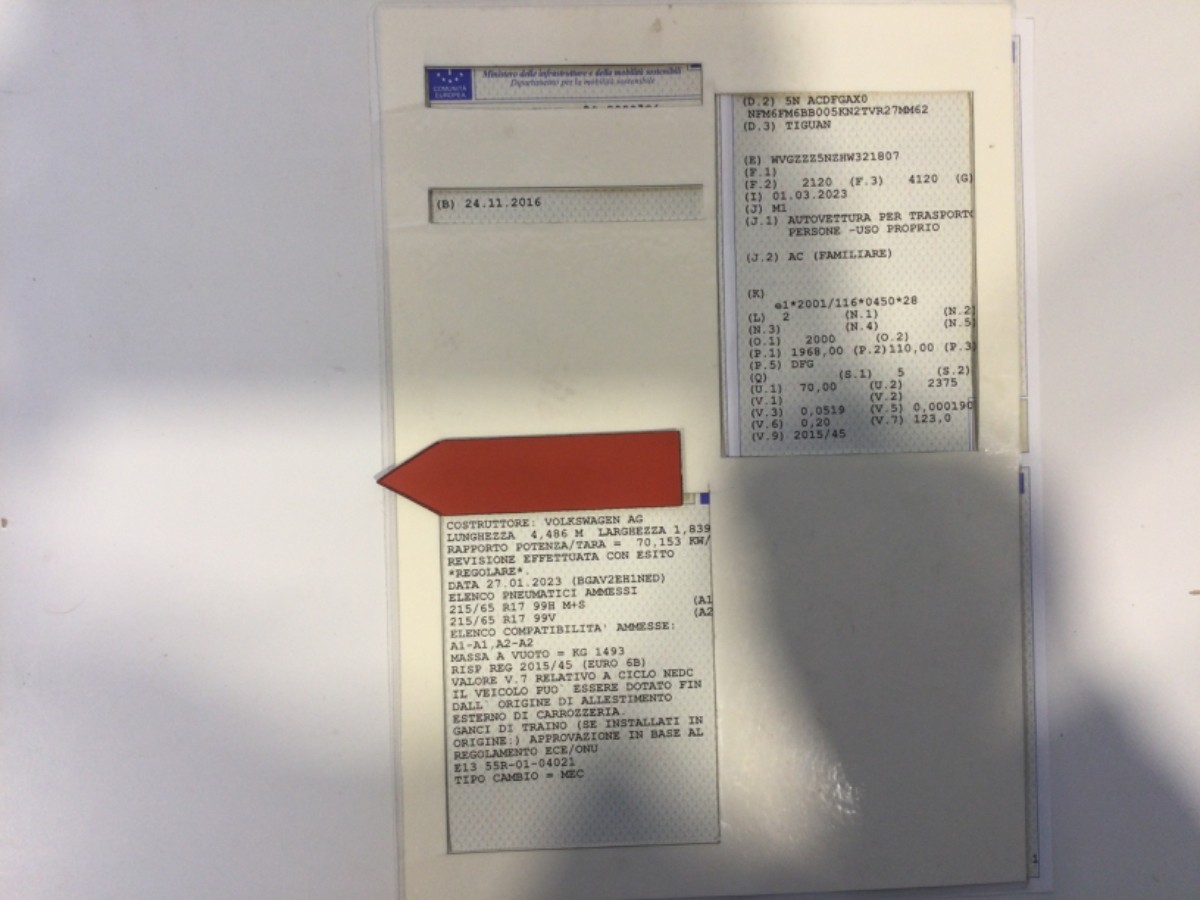 COMUNITÀ
EUROPEA
Ministero delle infrastrutture e della mobilità sostenibili
Dipartimento per la mobilità sostenibile
(B) 24.11.2016
COSTRUTTORE: VOLKSWAGEN AG
LUNGHEZZA 4,486 M LARGHEZZA 1,839
RAPPORTO POTENZA/TARA = 70,153 KW/
REVISIONE EFFETTUATA CON ESITO
*REGOLARE*.
DATA 27.01.2023 (BGAV2EH1NED)
ELENCO PNEUMATICI AMMESSI
215/65 R17 99H M+S (A1
215/65 R17 99V (A2
ELENCO COMPATIBILITA' AMMESSE:
A1-A1,A2-A2
MASSA A VUOTO = KG 1493
RISP REG 2015/45 (EURO 6B)
VALORE V.7 RELATIVO A CICLO NEDC
IL VEICOLO PUO` ESSERE DOTATO FIN
DALL` ORIGINE DI ALLESTIMENTO
ESTERNO DI CARROZZERIA.
GANCI DI TRAINO (SE INSTALLATI IN
ORIGINE:) APPROVAZIONE IN BASE AL
REGOLAMENTO ECE/ONU
E13 55R-01-04021
TIPO CAMBIO = MEC
(D.2) 5N ACDFGAX0
NFM6FM6BB005KN2TVR27MM62
(D.3) TIGUAN
(E) WVGZZZ5NZHW321807
(F.1)
(F.2) 2120 (F.3) 4120 (G)
(I) 01.03.2023
(J) M1
(J.1) AUTOVETTURA PER TRASPORTO
PERSONE -USO PROPRIO
(J.2) AC (FAMILIARE)
(K)
e1*2001/116*0450*28
(L) 2 (N.1) (N.2)
(N.3) (N.4) (N.5)
(O.1) 2000 (O.2)
(P.1) 1968,00 (P.2)110,00 (P.3)
(P.5) DFG
(Q) (S.1) 5 (S.2)
(U.1) 70,00 (U.2) 2375
(V.1) (V.2)
(V.3) 0,0519 (V.5) 0,000190
(V.6) 0,20 (V.7) 123,0
(V.9) 2015/45